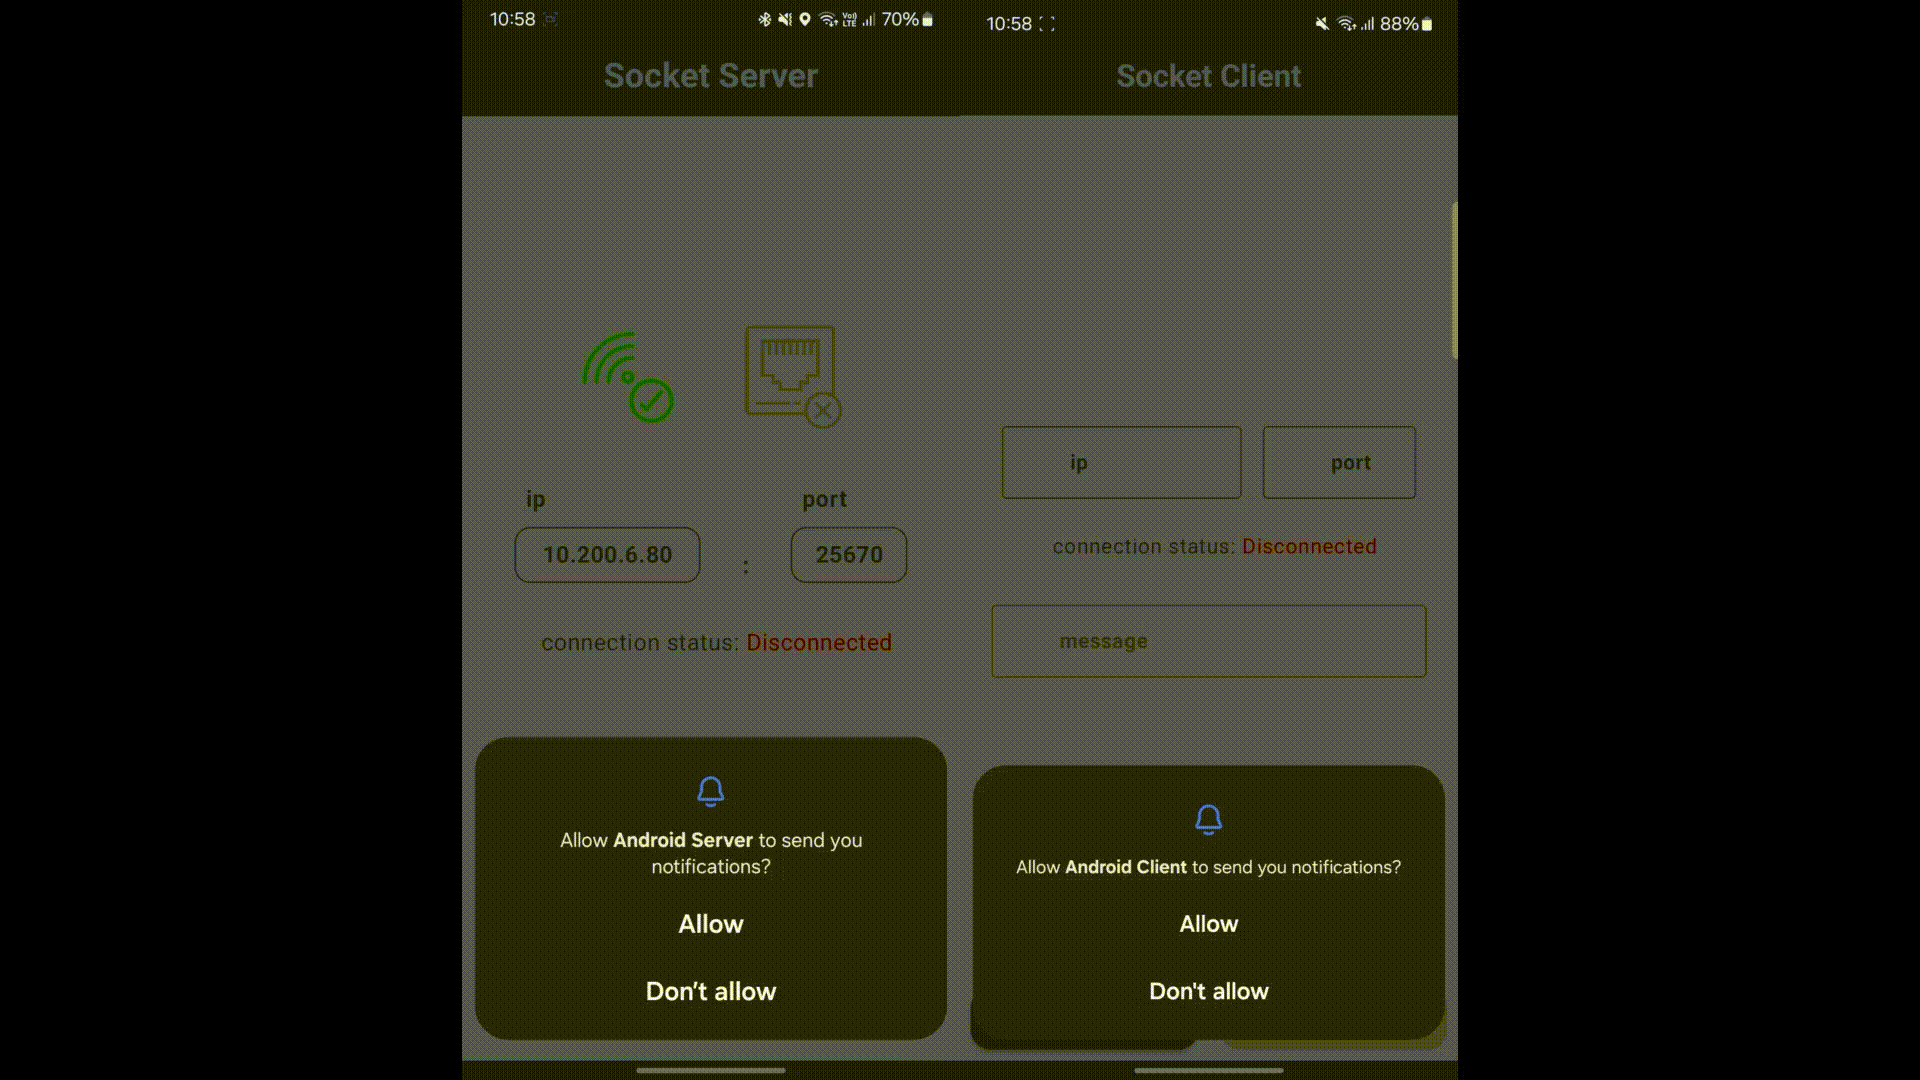 10:58
Vo))
LTE
70%
Socket Server
ip
port
10.200.6.80
:
25670
connection status: Disconnected
Allow Android Server to send you
notifications?
Allow
Don't allow
10:58
88%
Socket Client
ip
port
connection status: Disconnected
message
Allow Android Client to send you notifications?
Allow
Don't allow